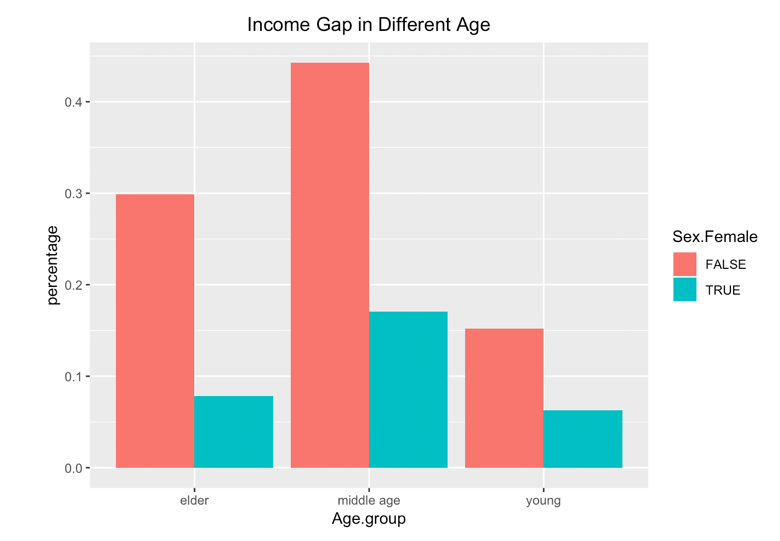 Income Gap in Different Age
percentage
0.4
0.3
0.2
0.1
0.0
elder
middle age
young
Age.group
Sex.Female
FALSE
TRUE